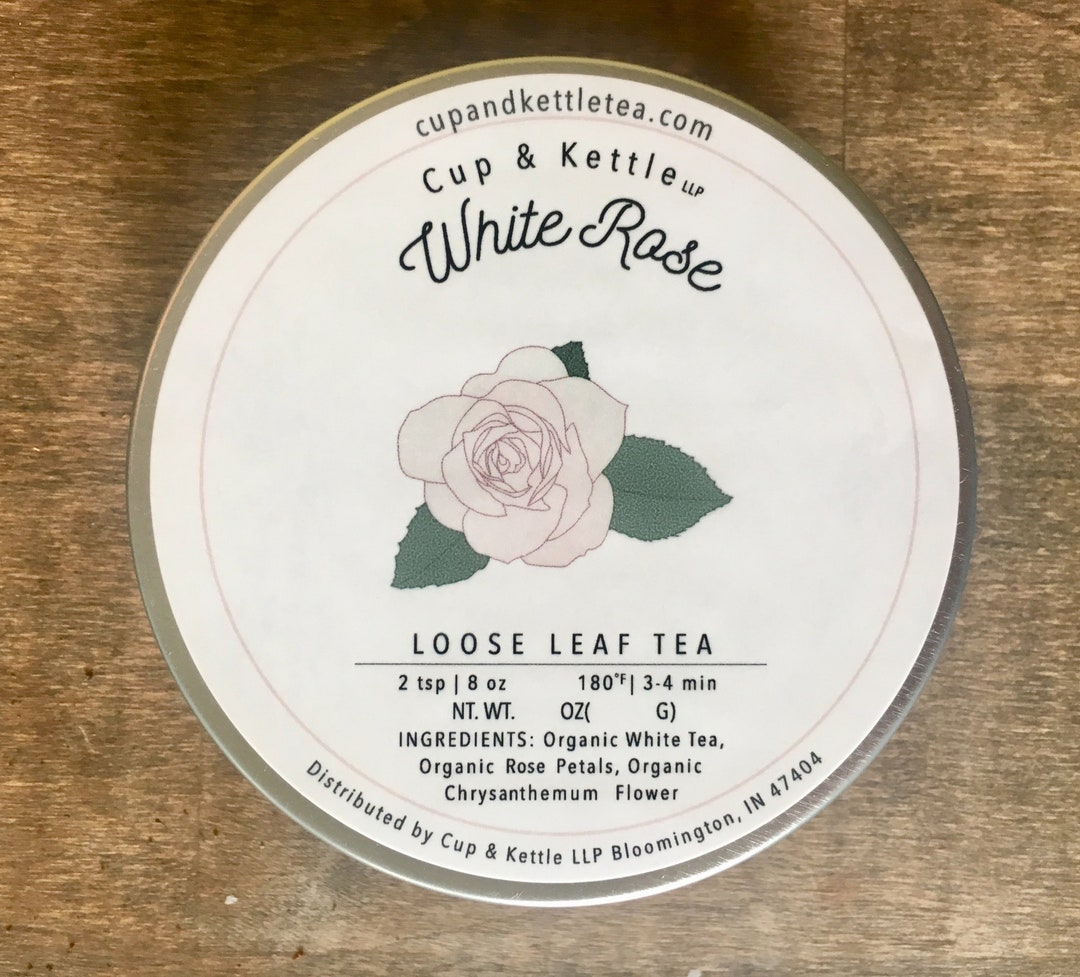 cupandkettletea.com
Cup & Kettle LLP
White Rose
LOOSE LEAF TEA
2 tsp | 8 oz 180°F | 3-4 min
NT. WT. OZ( G)
INGREDIENTS: Organic White Tea,
Organic Rose Petals, Organic
Chrysanthemum Flower
Distributed by Cup & Kettle LLP Bloomington, IN 47404